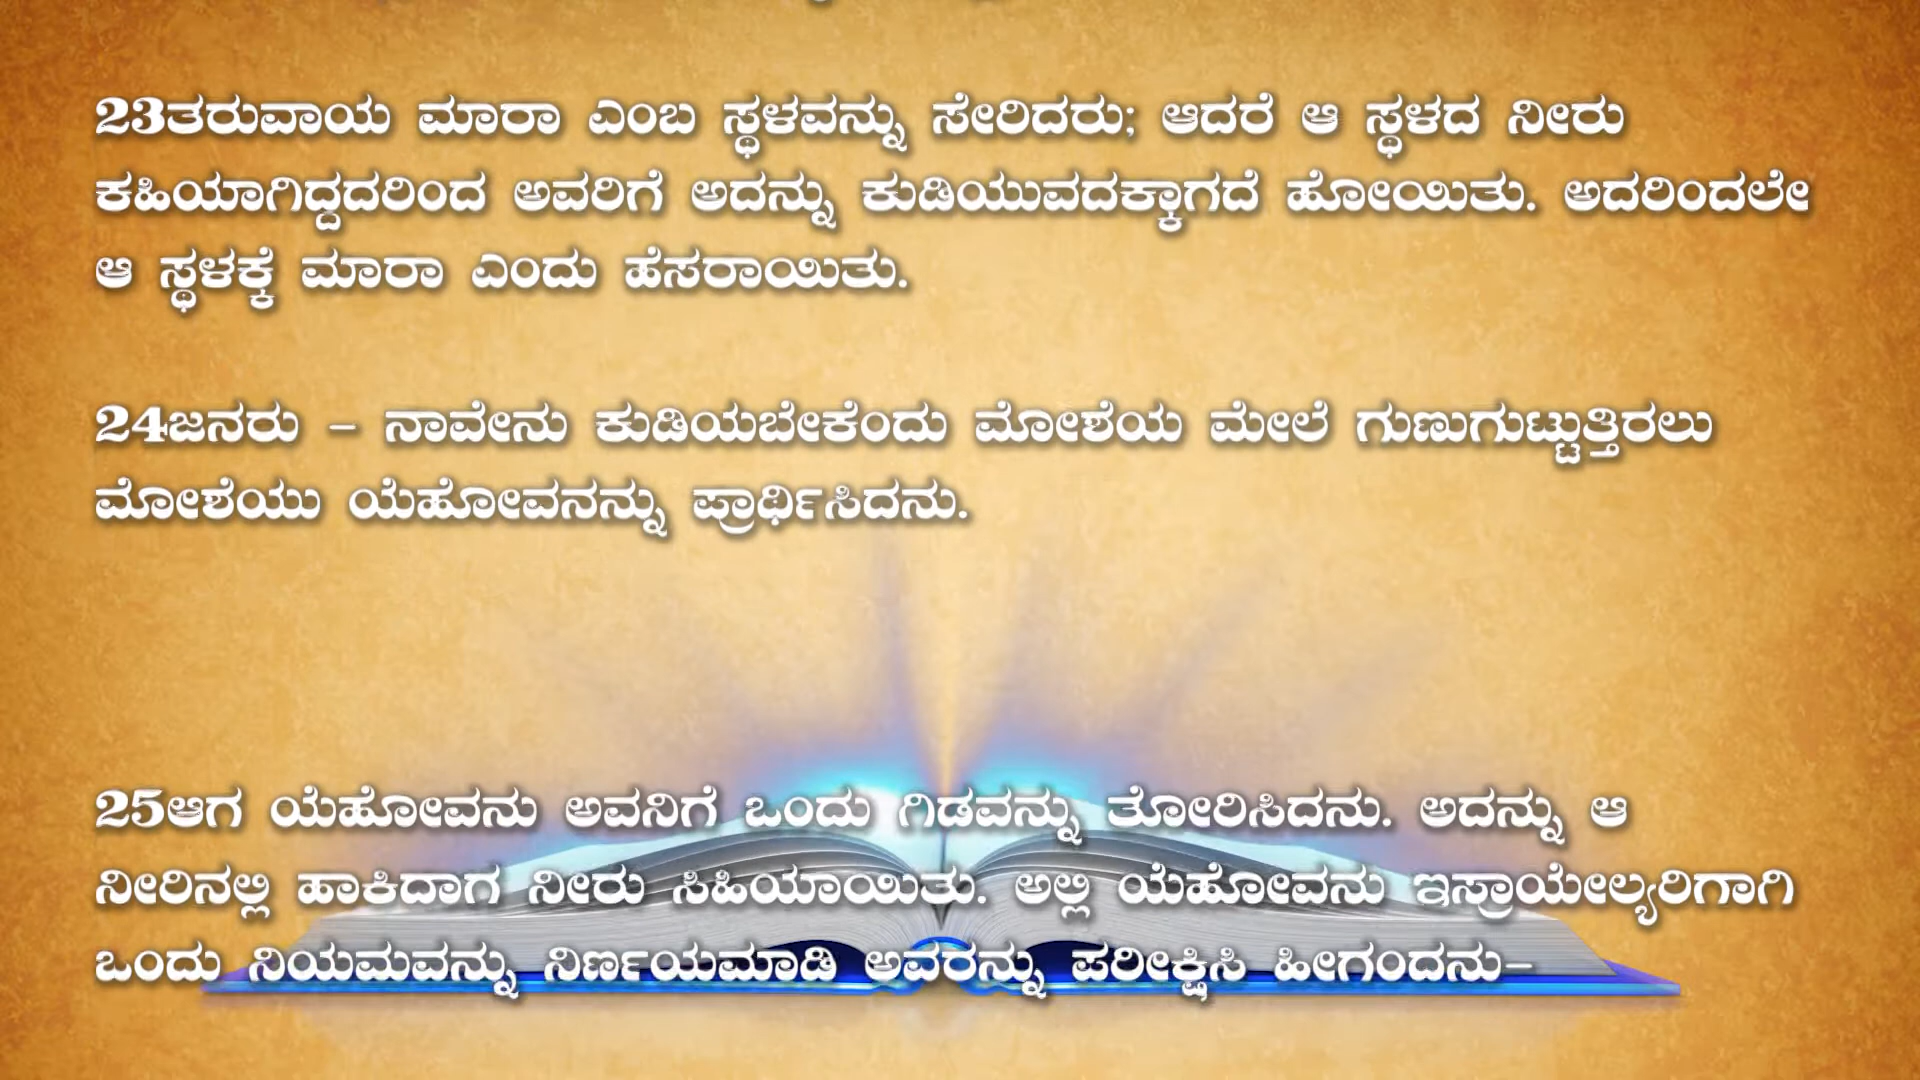 23ತರುವಾಯ ಮಾರಾ ಎಂಬ ಸ್ಥಳವನ್ನು ಸೇರಿದರು; ಆದರೆ ಆ ಸ್ಥಳದ ನೀರು
ಕಹಿಯಾಗಿದ್ದದರಿಂದ ಅವರಿಗೆ ಅದನ್ನು ಕುಡಿಯುವದಕ್ಕಾಗದೆ ಹೋಯಿತು. ಅದರಿಂದಲೇ
ಆ ಸ್ಥಳಕ್ಕೆ ಮಾರಾ ಎಂದು ಹೆಸರಾಯಿತು.
24ಜನರು – ನಾವೇನು ಕುಡಿಯಬೇಕೆಂದು ಮೋಶೆಯ ಮೇಲೆ ಗುಣುಗುಟ್ಟುತ್ತಿರಲು
ಮೋಶೆಯು ಯೆಹೋವನನ್ನು ಪ್ರಾರ್ಥಿಸಿದನು.
25ಆಗ ಯೆಹೋವನು ಅವನಿಗೆ ಒಂದು ಗಿಡವನ್ನು ತೋರಿಸಿದನು. ಅದನ್ನು ಆ
ನೀರಿನಲ್ಲಿ ಹಾಕಿದಾಗ ನೀರು ಸಿಹಿಯಾಯಿತು. ಅಲ್ಲಿ ಯೆಹೋವನು ಇಸ್ರಾಯೇಲ್ಯರಿಗಾಗಿ
ಒಂದು ನಿಯಮವನ್ನು ನಿರ್ಣಯಮಾಡಿ ಅವರನ್ನು ಪರೀಕ್ಷಿಸಿ ಹೀಗಂದನು–